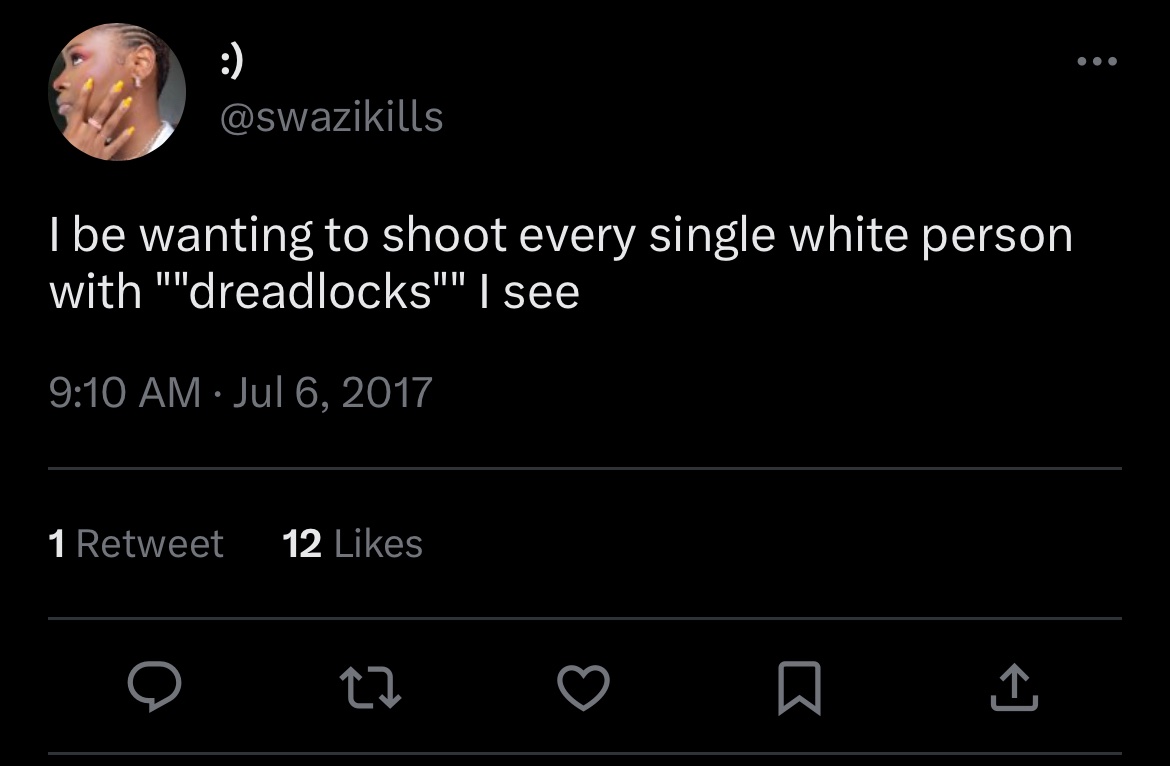 :)
@swazikills
I be wanting to shoot every single white person
with ""dreadlocks"" I see
9:10 AM · Jul 6, 2017
1 Retweet 12 Likes